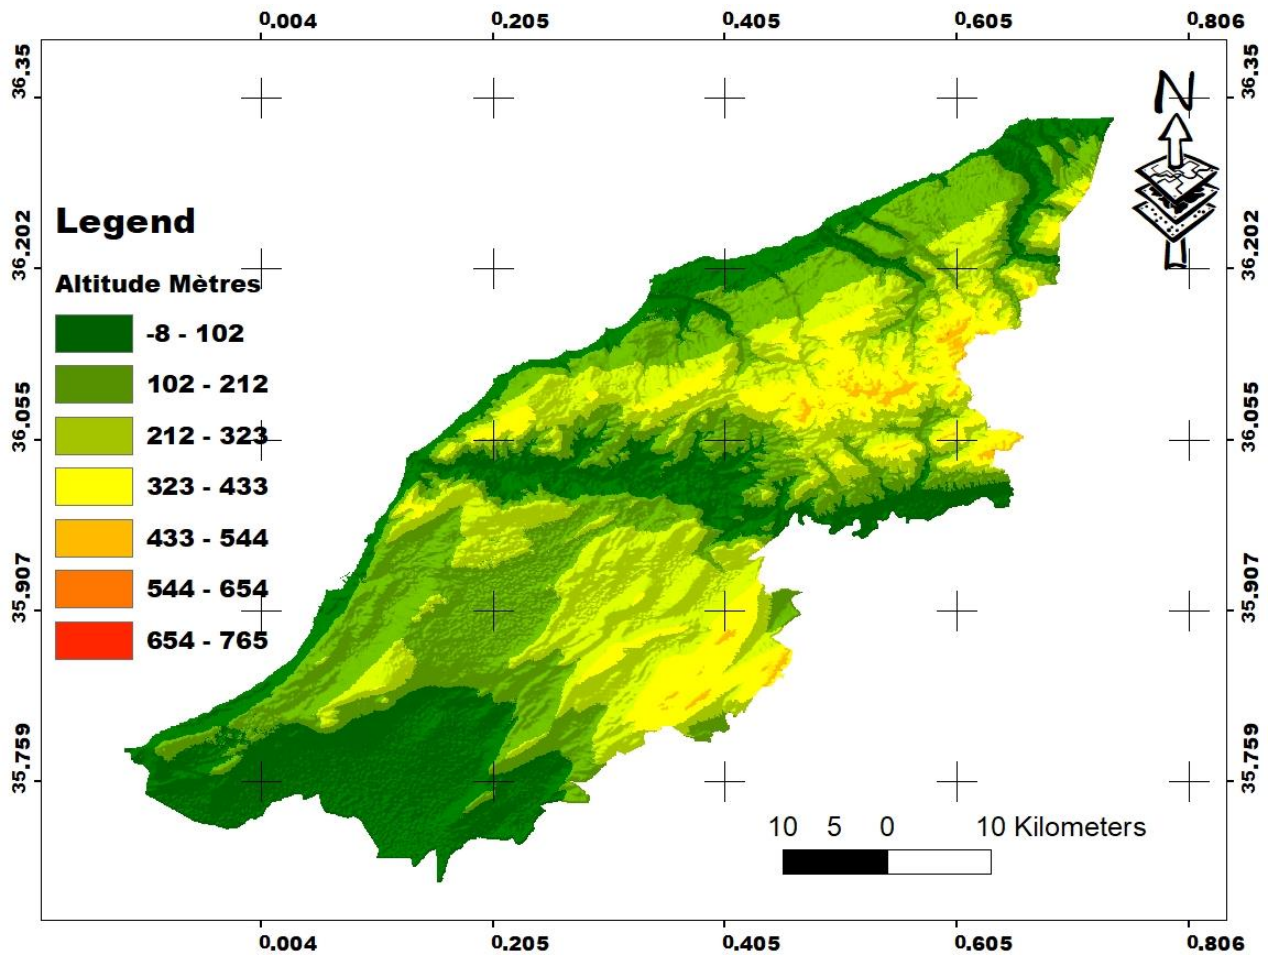 0.004 0.205 0.405 0.605 0.806
36.35 36.35
N
Legend
36.202 36.202
Altitude Mètres
-8 - 102
102 - 212
212 - 323
36.055 36.055
323 - 433
433 - 544
35.907 35.907
544 - 654
654 - 765
35.759 35.759
10 5 0 10 Kilometers
0.004 0.205 0.405 0.605 0.806